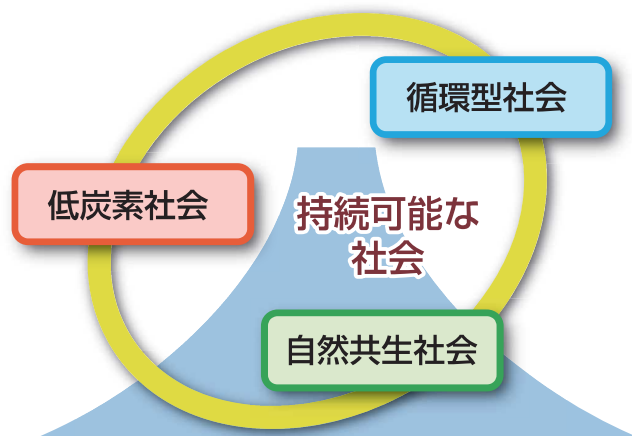 循環型社会
低炭素社会
持続可能な
社会
自然共生社会